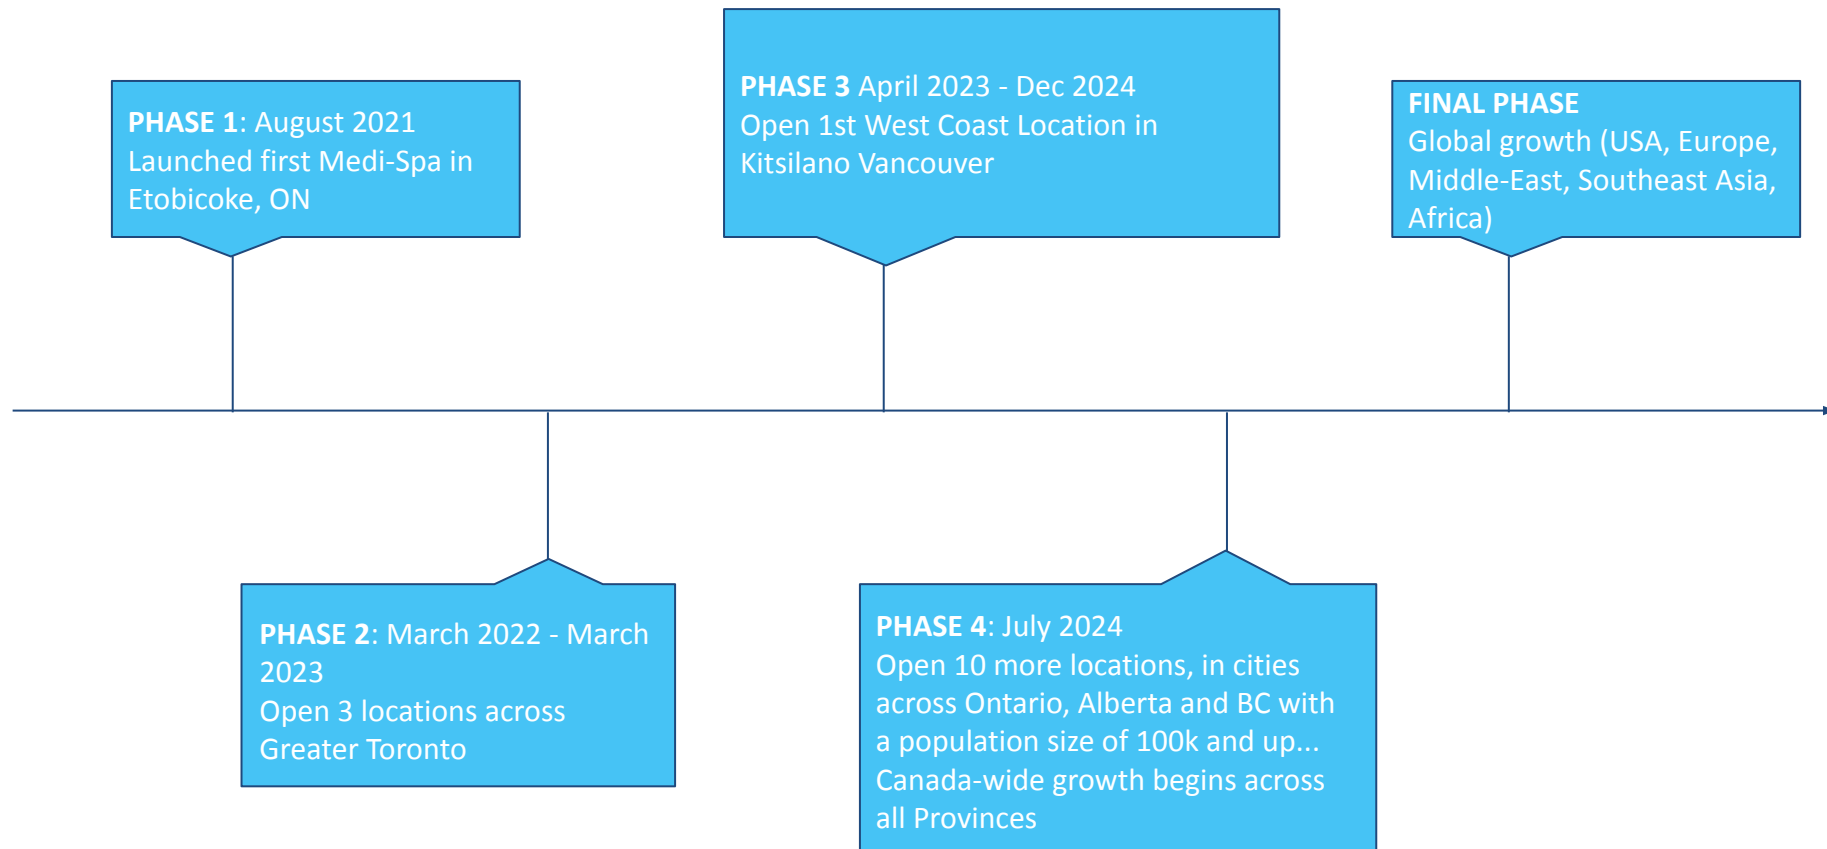 PHASE 1: August 2021
Launched first Medi-Spa in
Etobicoke, ON
PHASE 2: March 2022 - March
2023
Open 3 locations across
Greater Toronto
PHASE 3 April 2023 - Dec 2024
Open 1st West Coast Location in
Kitsilano Vancouver
PHASE 4: July 2024
Open 10 more locations, in cities
across Ontario, Alberta and BC with
a population size of 100k and up...
Canada-wide growth begins across
all Provinces
FINAL PHASE
Global growth (USA, Europe,
Middle-East, Southeast Asia,
Africa)